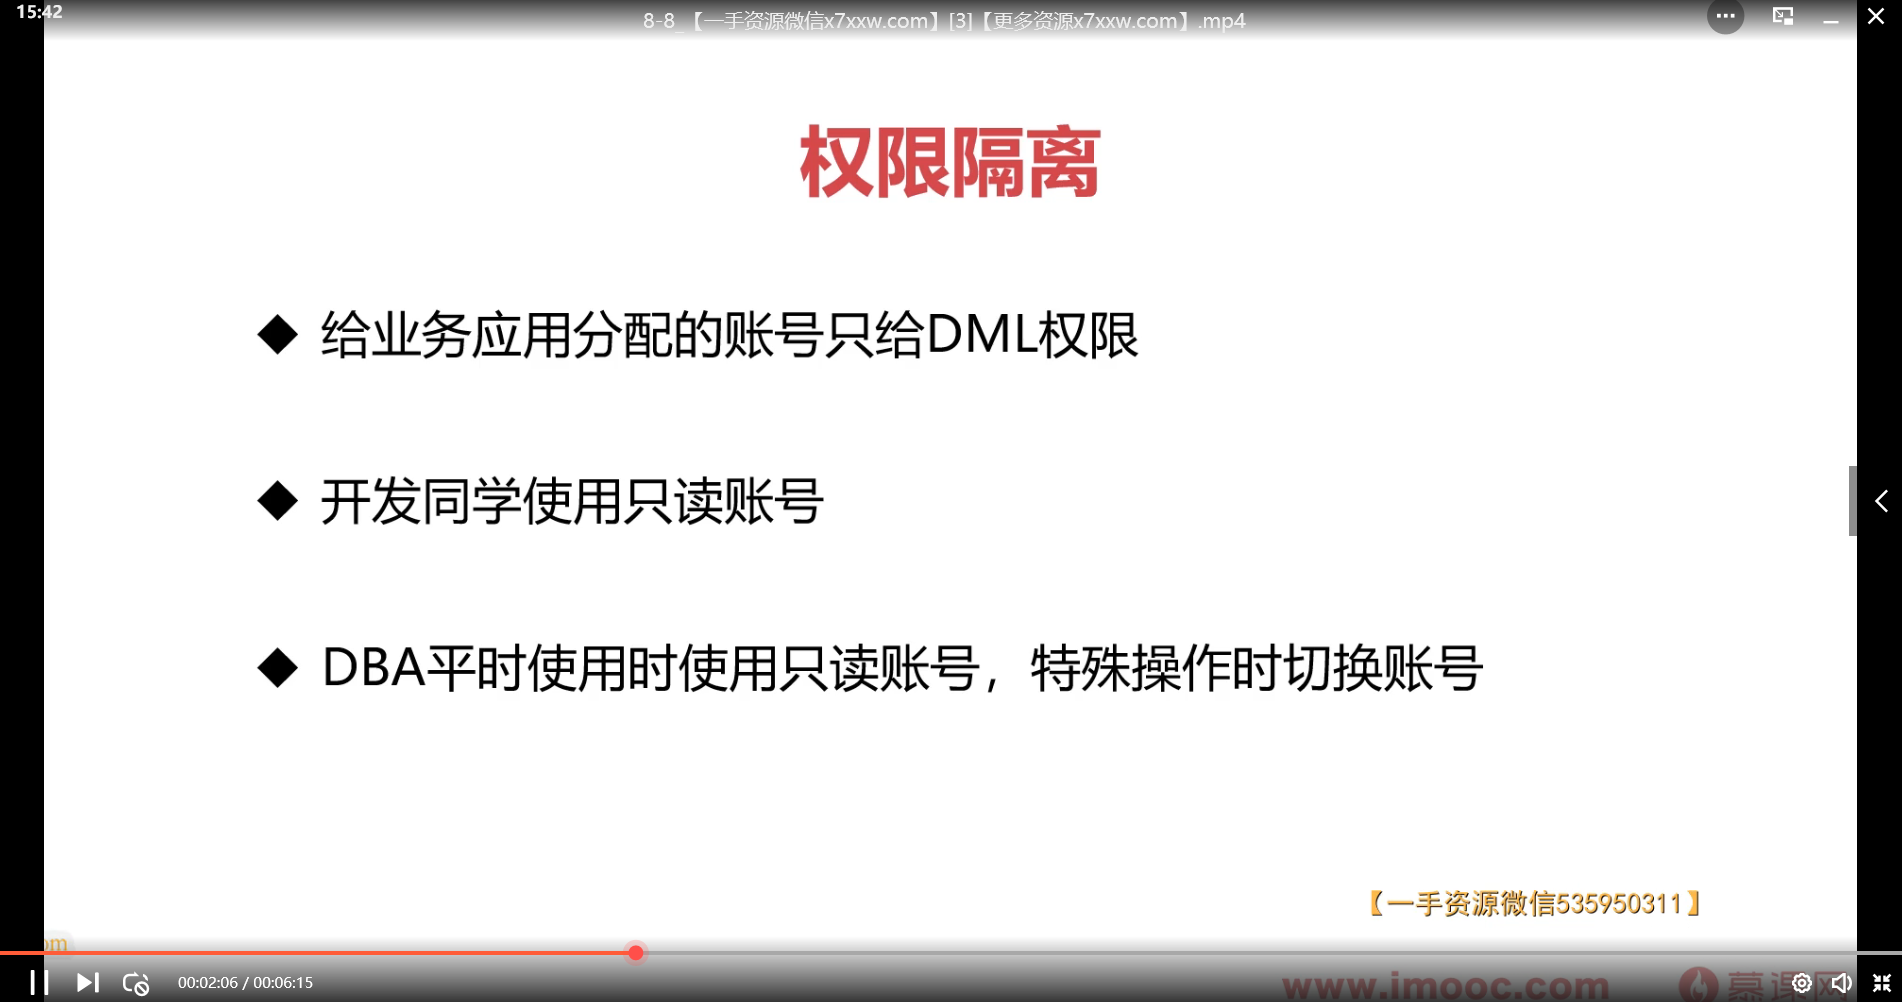 15:42
8-8_【一手资源微信x7xxw.com】[3]【更多资源x7xxw.com】.mp4
权限隔离
◆ 给业务应用分配的账号只给DML权限
◆ 开发同学使用只读账号
◆ DBA平时使用时使用只读账号，特殊操作时切换账号
【一手资源微信535950311】
om
00:02:06 / 00:06:15
www.imooc.com
慕课网